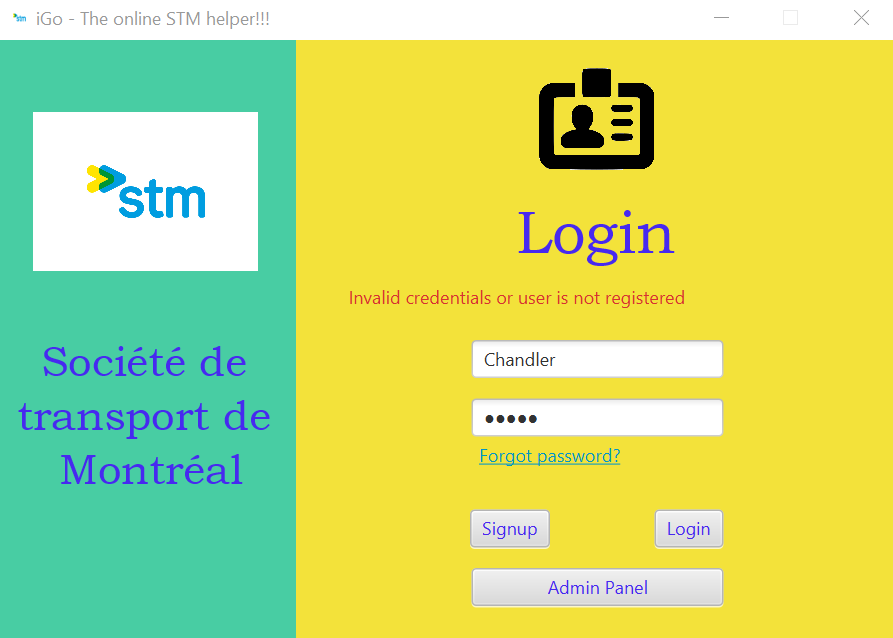 iGo - The online STM helper!!!
stm
Société de
transport de
Montréal
Login
Invalid credentials or user is not registered
Chandler
●●●●●
Forgot password?
Signup
Login
Admin Panel